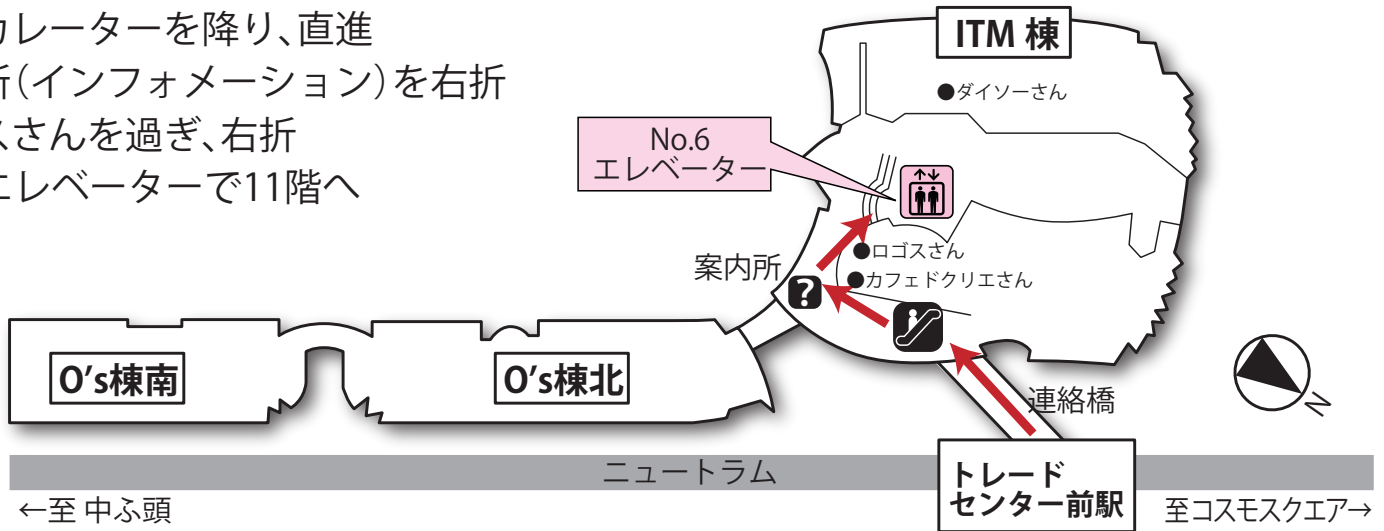 カレーターを降り、直進
所(インフォメーション)を右折
スさんを過ぎ、右折
エレベーターで11階へ
ITM 棟
●ダイソーさん
No.6
エレベーター
●ロゴスさん
案内所
●カフェドクリエさん
?
O's棟南
O's棟北
連絡橋
N
ニュートラム
トレード
センター前駅
←至 中ふ頭
至コスモスクエア→